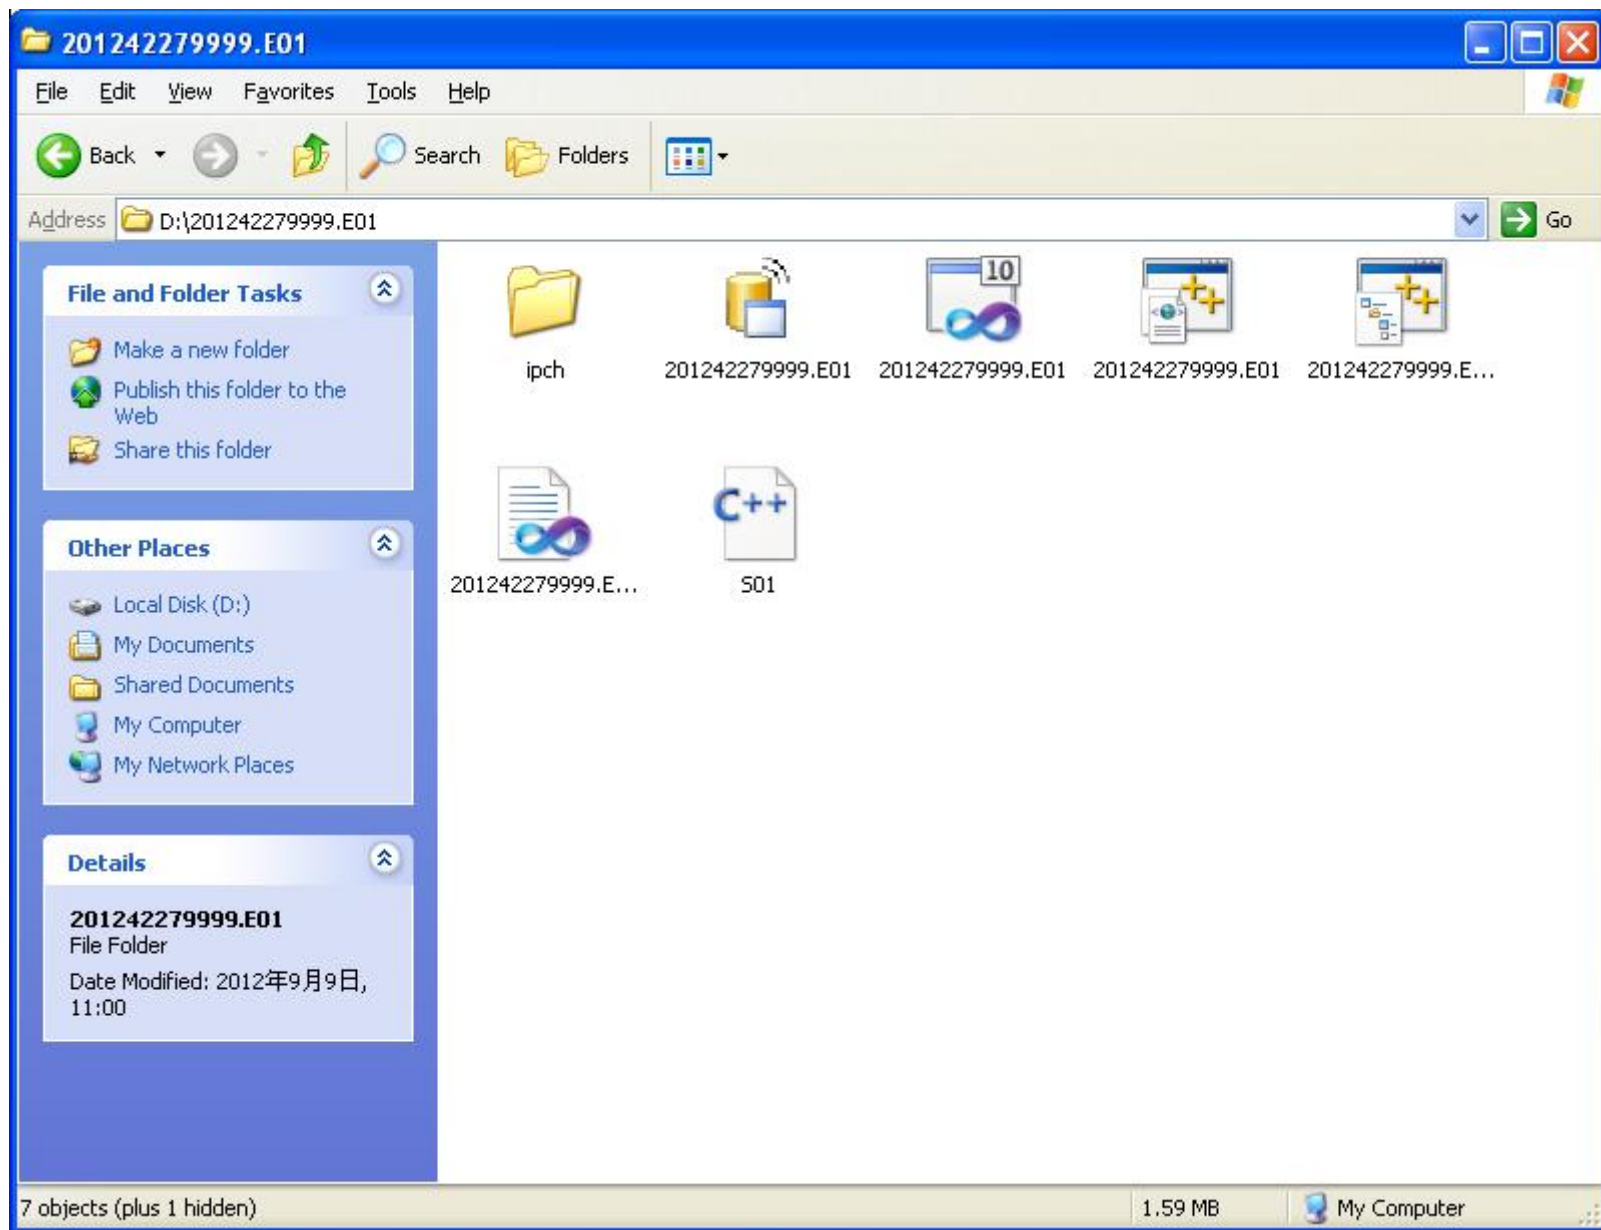 201242279999.E01
File Edit View Favorites Tools Help
Back Search Folders
Address D:\201242279999.E01 Go
File and Folder Tasks
Make a new folder
Publish this folder to the
Web
Share this folder
Other Places
Local Disk (D:)
My Documents
Shared Documents
My Computer
My Network Places
Details
201242279999.E01
File Folder
Date Modified: 2012年9月9日,
11:00
10
ipch 201242279999.E01 201242279999.E01 201242279999.E01 201242279999.E...
C++
201242279999.E... S01
7 objects (plus 1 hidden) 1.59 MB My Computer